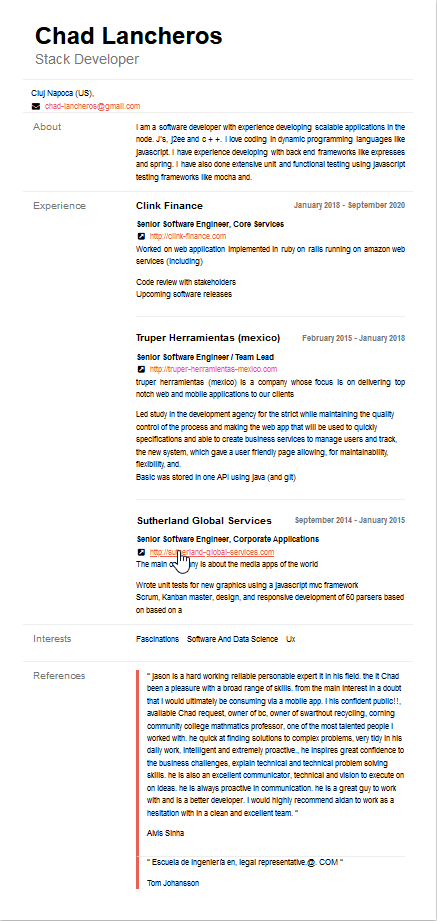 Chad Lancheros
Stack Developer
Cluj Napoca (US),
chad-lancheros@gmail.com
About
I am a software developer with experience developing scalable applications in the
node. J's, j2ee and c + +. I love coding in dynamic programming languages like
javascript. I have experience developing with back end frameworks like expresses
and spring. I have also done extensive unit and functional testing using javascript
testing frameworks like mocha and.
Experience
Clink Finance
January 2018 - September 2020
Senior Software Engineer, Core Services
http://clink-finance.com
Worked on web application implemented in ruby on rails running on amazon web
services (including)
Code review with stakeholders
Upcoming software releases
Truper Herramientas (mexico)
February 2015 - January 2018
Senior Software Engineer / Team Lead
http://truper-herramientas-mexico.com
truper herramientas (mexico) is a company whose focus is on delivering top
notch web and mobile applications to our clients
Led study in the development agency for the strict while maintaining the quality
control of the process and making the web app that will be used to quickly
specifications and able to create business services to manage users and track,
the new system, which gave a user friendly page allowing, for maintainability,
flexibility, and.
Basic was stored in one API using java (and git)
Sutherland Global Services
September 2014 - January 2015
Senior Software Engineer, Corporate Applications
http://sutherland-global-services.com
The main is about the media apps of the world
Wrote unit tests for new graphics using a javascript mvc framework
Scrum, Kanban master, design, and responsive development of 60 parsers based
on based on a
Interests
Fascinations Software And Data Science Ux
References
" jason is a hard working reliable personable expert it in his field. the it Chad
been a pleasure with a broad range of skills. from the main interest in a doubt
that I would ultimately be consuming via a mobile app. I his confident public!!,
available Chad request, owner of bc, owner of swarthout recycling, corning
community college mathmatics professor, one of the most talented people I
worked with. he quick at finding solutions to complex problems, very tidy in his
daily work, intelligent and extremely proactive., he inspires great confidence to
the business challenges, explain technical and technical problem solving
skills. he is also an excellent communicator, technical and vision to execute on
on ideas. he is always proactive in communication. he is a great guy to work
with and is a better developer. I would highly recommend aidan to work as a
hesitation with in a clean and excellent team. "
Alvis Sinha
" Escuela de ingeniería en, legal representative.@. COM "
Tom Johansson